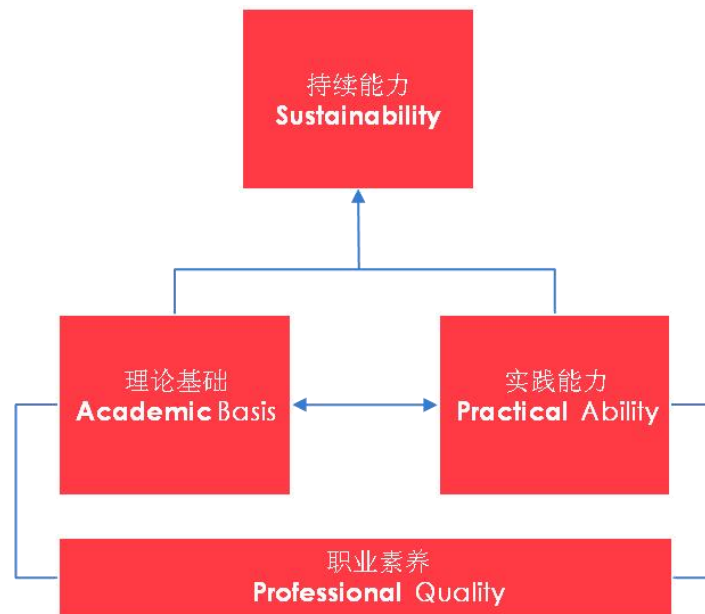 持续能力
Sustainability
理论基础
Academic Basis
实践能力
Practical Ability
职业素养
Professional Quality